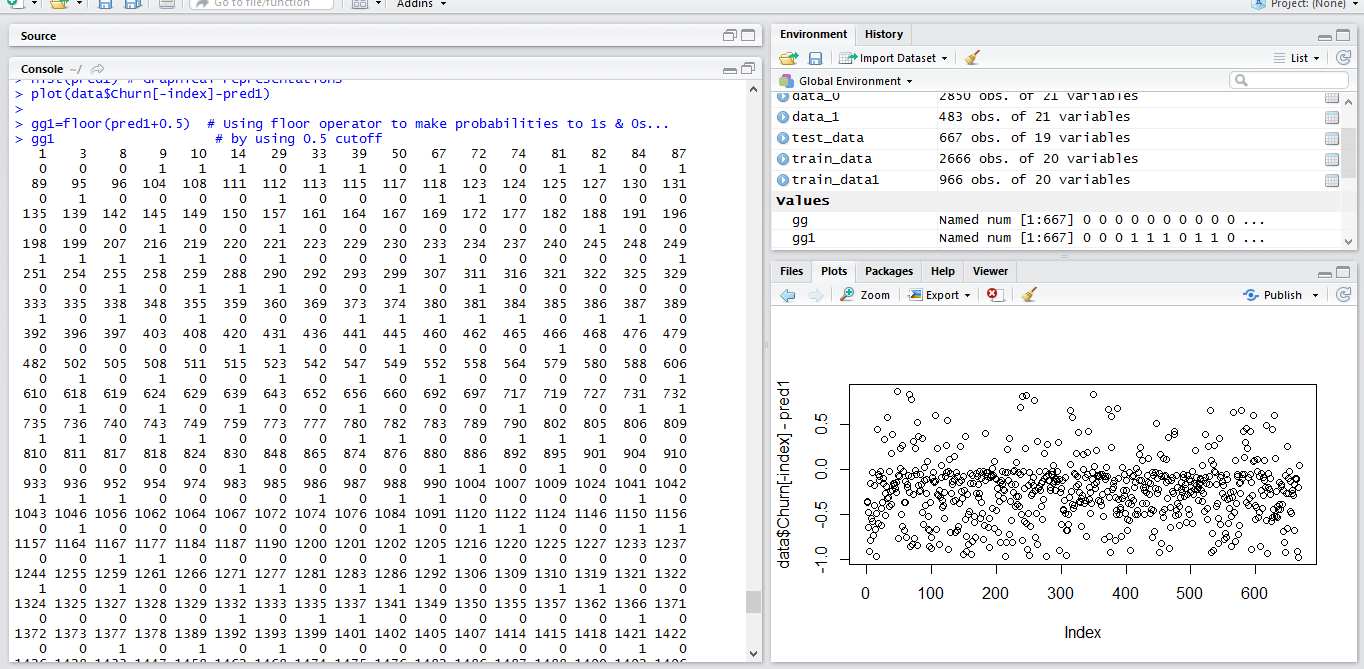 Go to file/function
Addins
Project: (None)
Source
Console ~/
> hist(pred1) # Graphical representations
> plot(data$Churn[-index]-pred1)
>
> gg1=floor(pred1+0.5)  # Using floor operator to make probabilities to 1s & 0s...
> gg1                    # by using 0.5 cutoff
1 3 8 9 10 14 29 33 39 50 67 72 74 81 82 84 87
0 0 0 1 1 1 0 1 1 0 1 0 0 1 1 0 1
89 95 96 104 108 111 112 113 115 117 118 123 124 125 127 130 131
0 1 0 0 0 0 1 0 0 0 1 1 0 0 0 0 0
135 139 142 145 149 150 157 161 164 167 169 172 177 182 188 191 196
0 0 0 1 0 0 1 0 0 0 0 0 0 0 1 0 0
198 199 207 216 219 220 221 223 229 230 233 234 237 240 245 248 249
1 1 1 1 0 1 0 0 0 1 0 0 0 1 0 1
251 254 255 258 259 288 290 292 293 299 307 311 316 321 322 325 329
0 0 1 0 1 1 0 0 0 1 0 1 0 0 0 0 0
333 335 338 348 355 359 360 369 373 374 380 381 384 385 386 387 389
1 0 1 0 1 0 0 0 1 1 1 1 1 0 1 1 0
392 396 397 403 408 420 431 436 441 445 460 462 465 466 468 476 479
0 0 0 0 1 1 0 0 1 0 0 0 1 0 0 0
482 502 505 508 511 515 523 542 547 549 552 558 564 579 580 588 606
0 1 0 1 0 0 1 0 1 0 1 0 0 0 0 0 1
610 618 619 624 629 639 643 652 656 660 692 697 717 719 727 731 732
0 1 0 1 0 0 1 0 0 0 0 0 1 0 0 1 1
735 736 740 743 749 759 773 777 780 782 783 789 790 802 805 806 809
1 1 0 1 1 0 0 0 1 1 0 0 0 1 1 0 0
810 811 817 818 824 830 848 865 874 876 880 886 892 895 901 904 910
0 0 0 0 0 1 0 0 0 0 1 1 0 1 0 0 0
933 936 952 954 974 983 985 986 987 988 990 1004 1007 1009 1024 1041 1042
1 1 1 0 0 0 0 1 0 1 1 0 0 0 0 1 0
1043 1046 1056 1062 1064 1067 1072 1074 1076 1084 1091 1120 1122 1124 1146 1150 1156
0 1 0 0 0 0 0 0 0 1 0 1 1 0 0 1 1
1157 1164 1167 1177 1184 1187 1190 1200 1201 1202 1205 1216 1220 1225 1227 1233 1237
0 0 1 1 0 0 0 0 0 0 1 0 0 0 0 0 0
1244 1255 1259 1261 1266 1271 1277 1281 1283 1286 1292 1306 1309 1310 1319 1321 1322
1 0 1 0 0 1 0 1 1 0 0 0 0 1 1 0 0
1324 1325 1327 1328 1329 1332 1333 1335 1337 1341 1349 1350 1355 1357 1362 1366 1371
0 0 0 0 0 1 0 1 1 0 0 0 0 0 0 0 0
1372 1373 1377 1378 1389 1392 1393 1399 1401 1402 1405 1407 1414 1415 1418 1421 1422
0 0 1 0 1 0 1 0 0 0 0 0 0 0 0 1 0
Environment History
Import Dataset
List
Global Environment
data_0 2850 obs. of 21 variables
data_1 483 obs. of 21 variables
test_data 667 obs. of 19 variables
train_data 2666 obs. of 20 variables
train_data1 966 obs. of 20 variables
Values
gg Named num [1:667] 0 0 0 0 0 0 0 0 0 0 ...
gg1 Named num [1:667] 0 0 0 1 1 1 0 1 1 0 ...
Files Plots Packages Help Viewer
Zoom Export Publish
data$Churn[-index] - pred1
0.5
0.0
-0.5
-1.0
0 100 200 300 400 500 600
Index